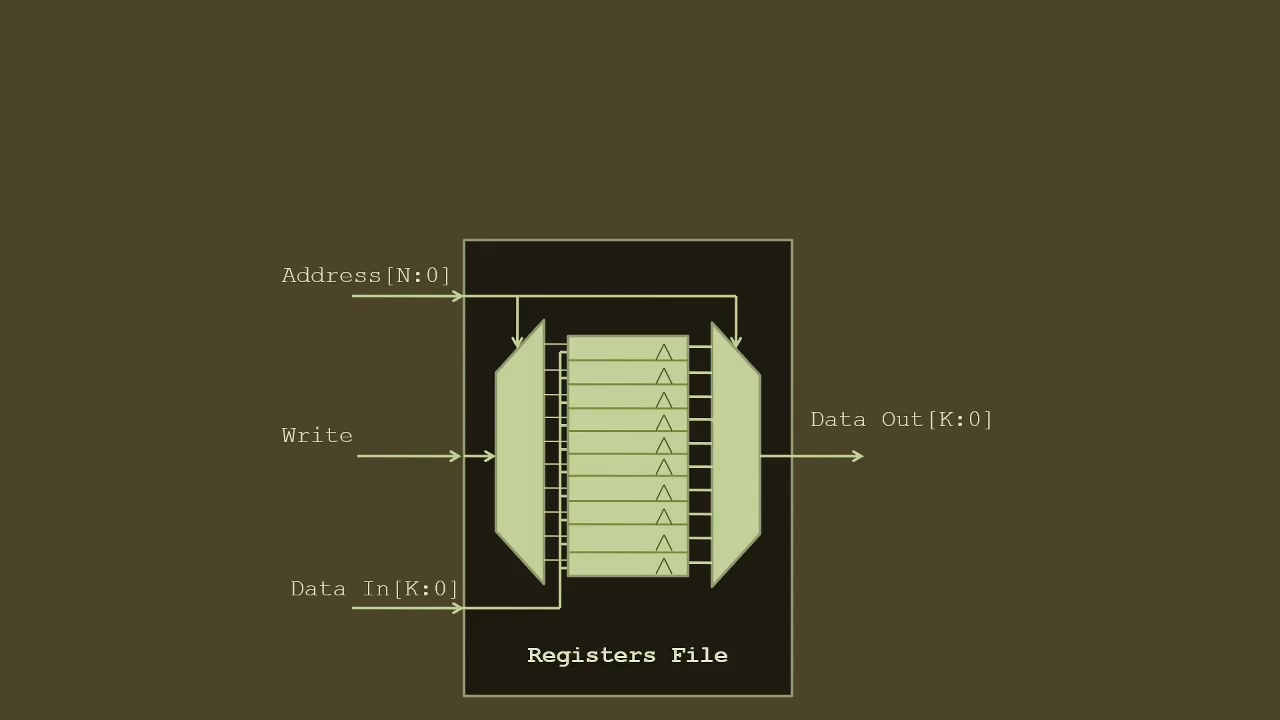 Address[N:0]
Write
Data Out[K:0]
Data In[K:0]
Registers File